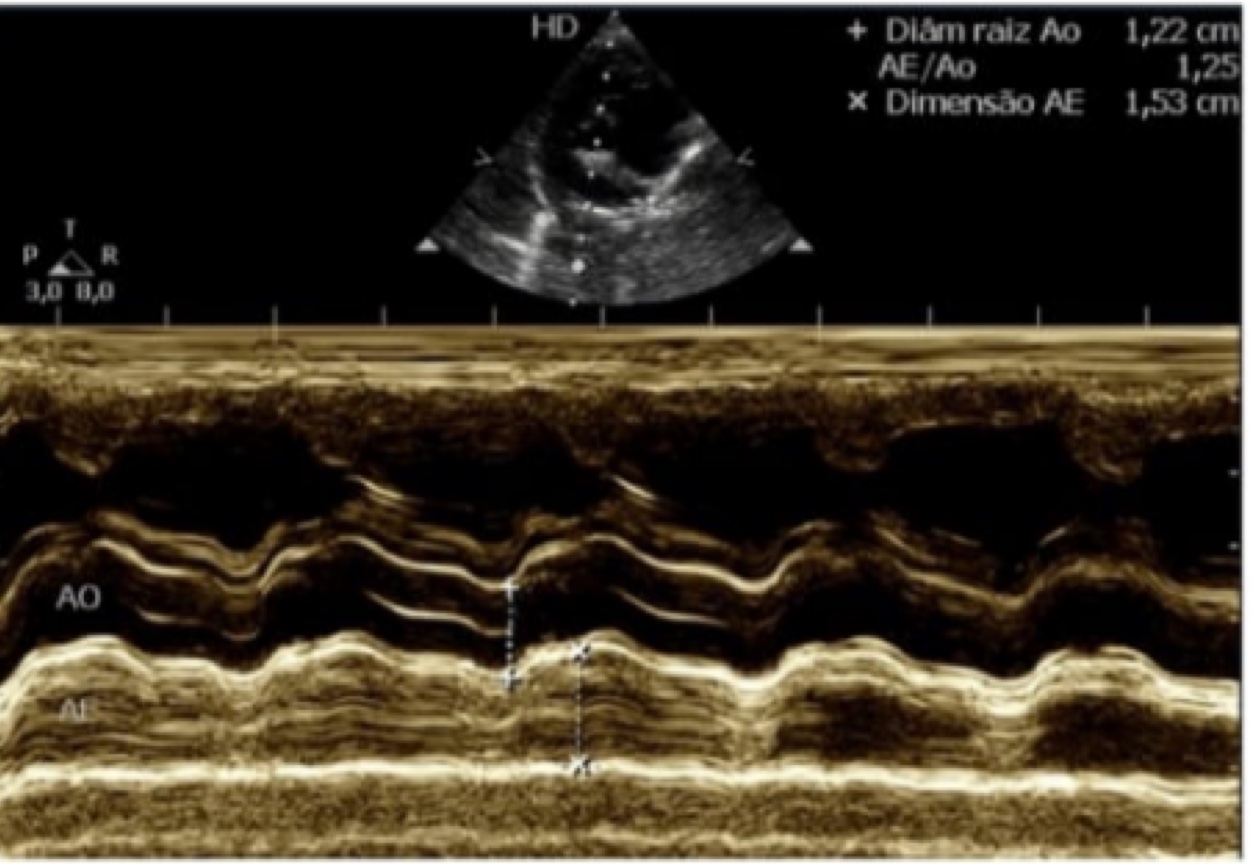 HD
+ Diâm raiz Ao 1,22 cm
AE/Ao 1,25
× Dimensão AE 1,53 cm
T
P R
3,0 8,0
AO
AE